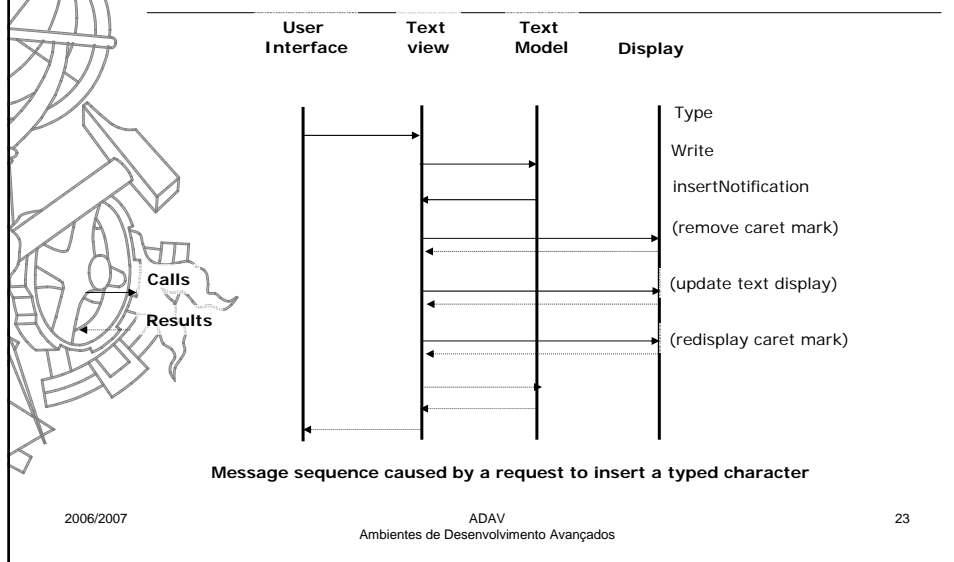 User Interface
Text view
Text Model
Display
Type
Write
insertNotification
(remove caret mark)
Calls
(update text display)
Results
(redisplay caret mark)
Message sequence caused by a request to insert a typed character
2006/2007
ADAV
Ambientes de Desenvolvimento Avançados
23